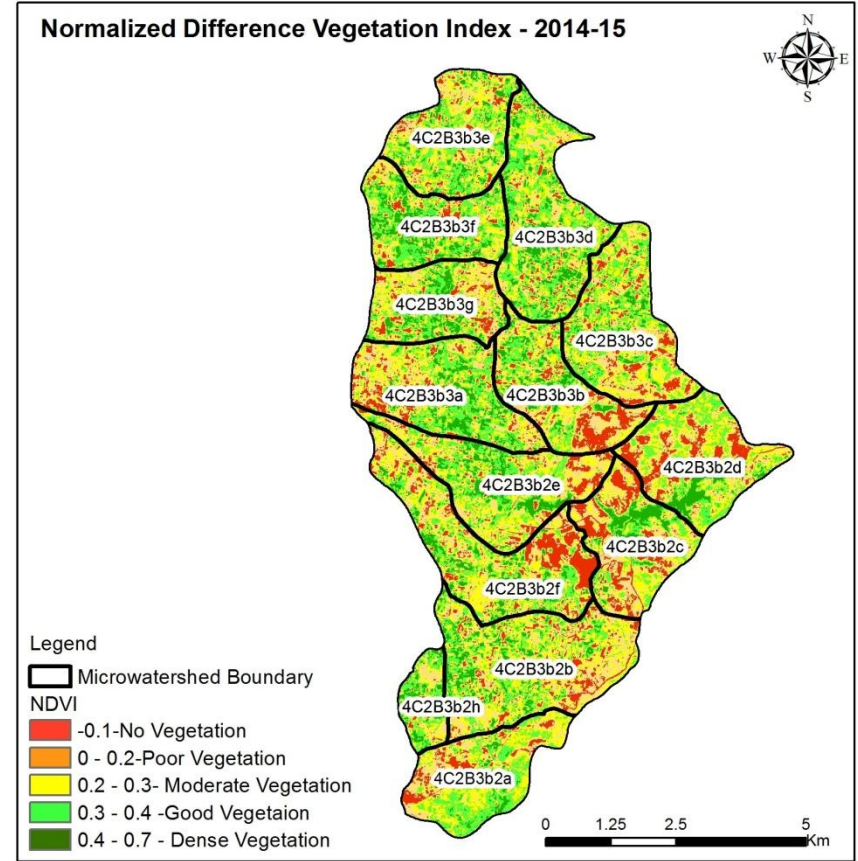 Normalized Difference Vegetation Index - 2014-15
N
W E
S
4C2B3b3e
4C2B3b3f
4C2B3b3d
4C2B3b3g
4C2B3b3c
4C2B3b3a
4C2B3b3b
4C2B3b2d
4C2B3b2e
4C2B3b2c
4C2B3b2f
4C2B3b2b
4C2B3b2h
4C2B3b2a
Legend
Microwatershed Boundary
NDVI
-0.1-No Vegetation
0 - 0.2-Poor Vegetation
0.2 - 0.3- Moderate Vegetation
0.3 - 0.4 -Good Vegetaion
0.4 - 0.7 - Dense Vegetation
0 1.25 2.5 5
Km